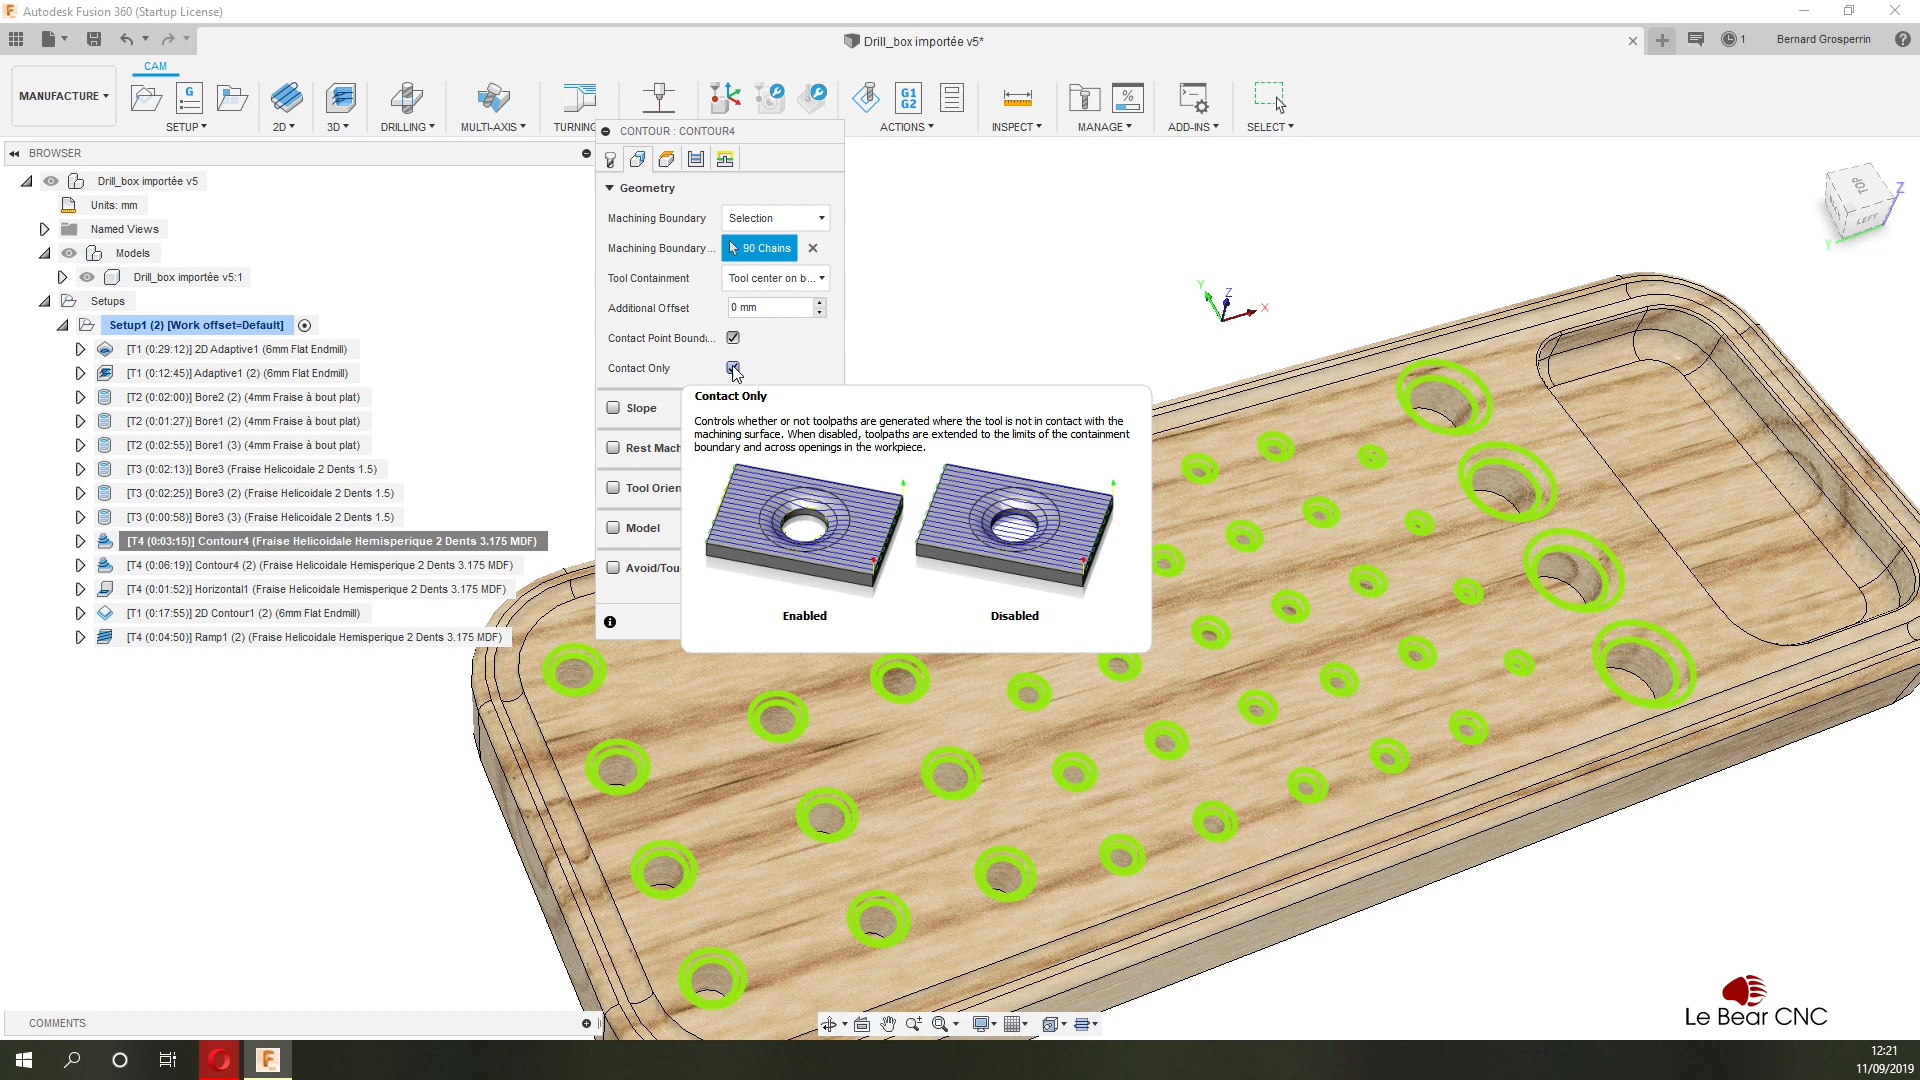 Autodesk Fusion 360 (Startup License)
Drill_box importée v5*
1
Bernard Grosperrin
CAM
MANUFACTURE
SETUP
2D
3D
DRILLING
MULTI-AXIS
TURNING
ACTIONS
INSPECT
MANAGE
ADD-INS
SELECT
G
G1
G2
%
BROWSER
Drill_box importée v5
Units: mm
Named Views
Models
Drill_box importée v5:1
Setups
Setup1 (2) [Work offset=Default]
[T1 (0:29:12)] 2D Adaptive1 (6mm Flat Endmill)
[T1 (0:12:45)] Adaptive1 (2) (6mm Flat Endmill)
[T2 (0:02:00)] Bore2 (2) (4mm Fraise à bout plat)
[T2 (0:01:27)] Bore1 (2) (4mm Fraise à bout plat)
[T2 (0:02:55)] Bore1 (3) (4mm Fraise à bout plat)
[T3 (0:02:13)] Bore3 (Fraise Helicoidale 2 Dents 1.5)
[T3 (0:02:25)] Bore3 (2) (Fraise Helicoidale 2 Dents 1.5)
[T3 (0:00:58)] Bore3 (3) (Fraise Helicoidale 2 Dents 1.5)
[T4 (0:03:15)] Contour4 (Fraise Helicoidale Hemisperique 2 Dents 3.175 MDF)
[T4 (0:06:19)] Contour4 (2) (Fraise Helicoidale Hemisperique 2 Dents 3.175 MDF)
[T4 (0:01:52)] Horizontal1 (Fraise Helicoidale Hemisperique 2 Dents 3.175 MDF)
[T1 (0:17:55)] 2D Contour1 (2) (6mm Flat Endmill)
[T4 (0:04:50)] Ramp1 (2) (Fraise Helicoidale Hemisperique 2 Dents 3.175 MDF)
CONTOUR : CONTOUR4
Geometry
Machining Boundary Selection
Machining Boundary... 90 Chains
Tool Containment Tool center on b...
Additional Offset 0 mm
Contact Point Bound...
Contact Only
Slope
Rest Mach
Tool Orien
Model
Avoid/Tou
Contact Only
Controls whether or not toolpaths are generated where the tool is not in contact with the
machining surface. When disabled, toolpaths are extended to the limits of the containment
boundary and across openings in the workpiece.
Enabled
Disabled
TOP
LEFT
Z
Y
Y
Z
X
COMMENTS
Le Bear CNC
12:21
11/09/2019